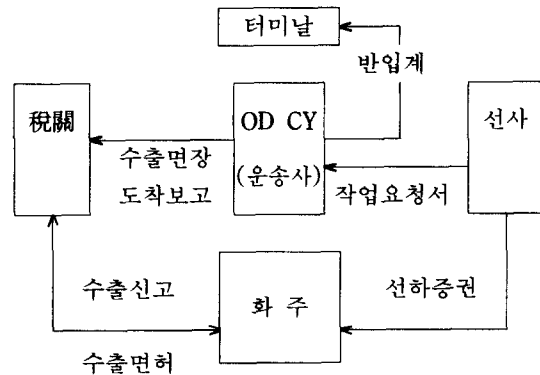 터미날
반입계
稅關
OD CY
(운송사)
선사
수출면장
도착보고
작업요청서
수출신고
수출면허
화 주
선하증권